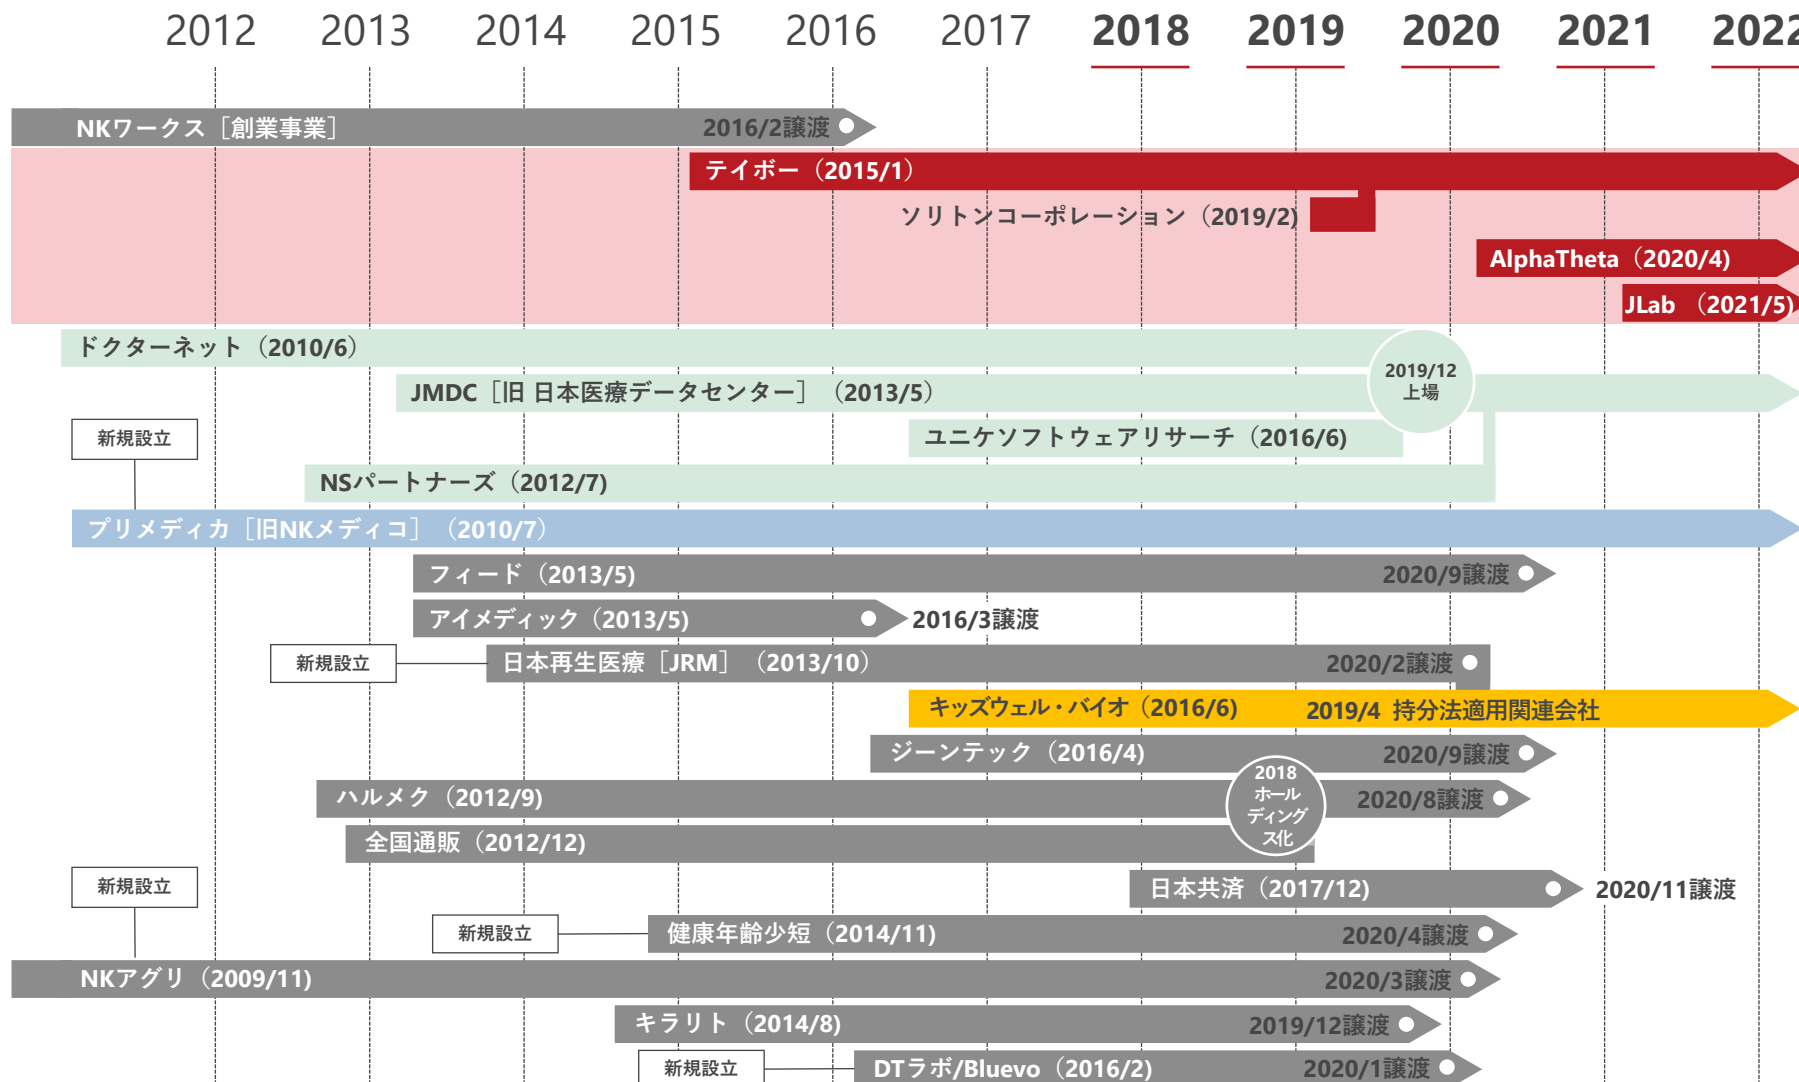 2012 2013 2014 2015 2016 2017 2018 2019 2020 2021 2022
NKワークス［創業事業］ 2016/2譲渡
テイボー（2015/1）
ソリトンコーポレーション（2019/2）
AlphaTheta（2020/4）
JLab （2021/5）
ドクターネット（2010/6）
JMDC［旧 日本医療データセンター］（2013/5）
2019/12
上場
新規設立
ユニケソフトウェアリサーチ（2016/6）
NSパートナーズ（2012/7）
プリメディカ［旧NKメディコ］（2010/7）
フィード（2013/5） 2020/9譲渡
アイメディック（2013/5） 2016/3譲渡
新規設立 日本再生医療［JRM］（2013/10） 2020/2譲渡
キッズウェル・バイオ（2016/6） 2019/4 持分法適用関連会社
ジーンテック（2016/4） 2020/9譲渡
2018
ホール
ディング
ス化
ハルメク（2012/9） 2020/8譲渡
全国通販（2012/12）
新規設立
日本共済（2017/12） 2020/11譲渡
新規設立 健康年齢少短（2014/11） 2020/4譲渡
NKアグリ（2009/11） 2020/3譲渡
キラリト（2014/8） 2019/12譲渡
新規設立 DTラボ/Bluevo（2016/2） 2020/1譲渡